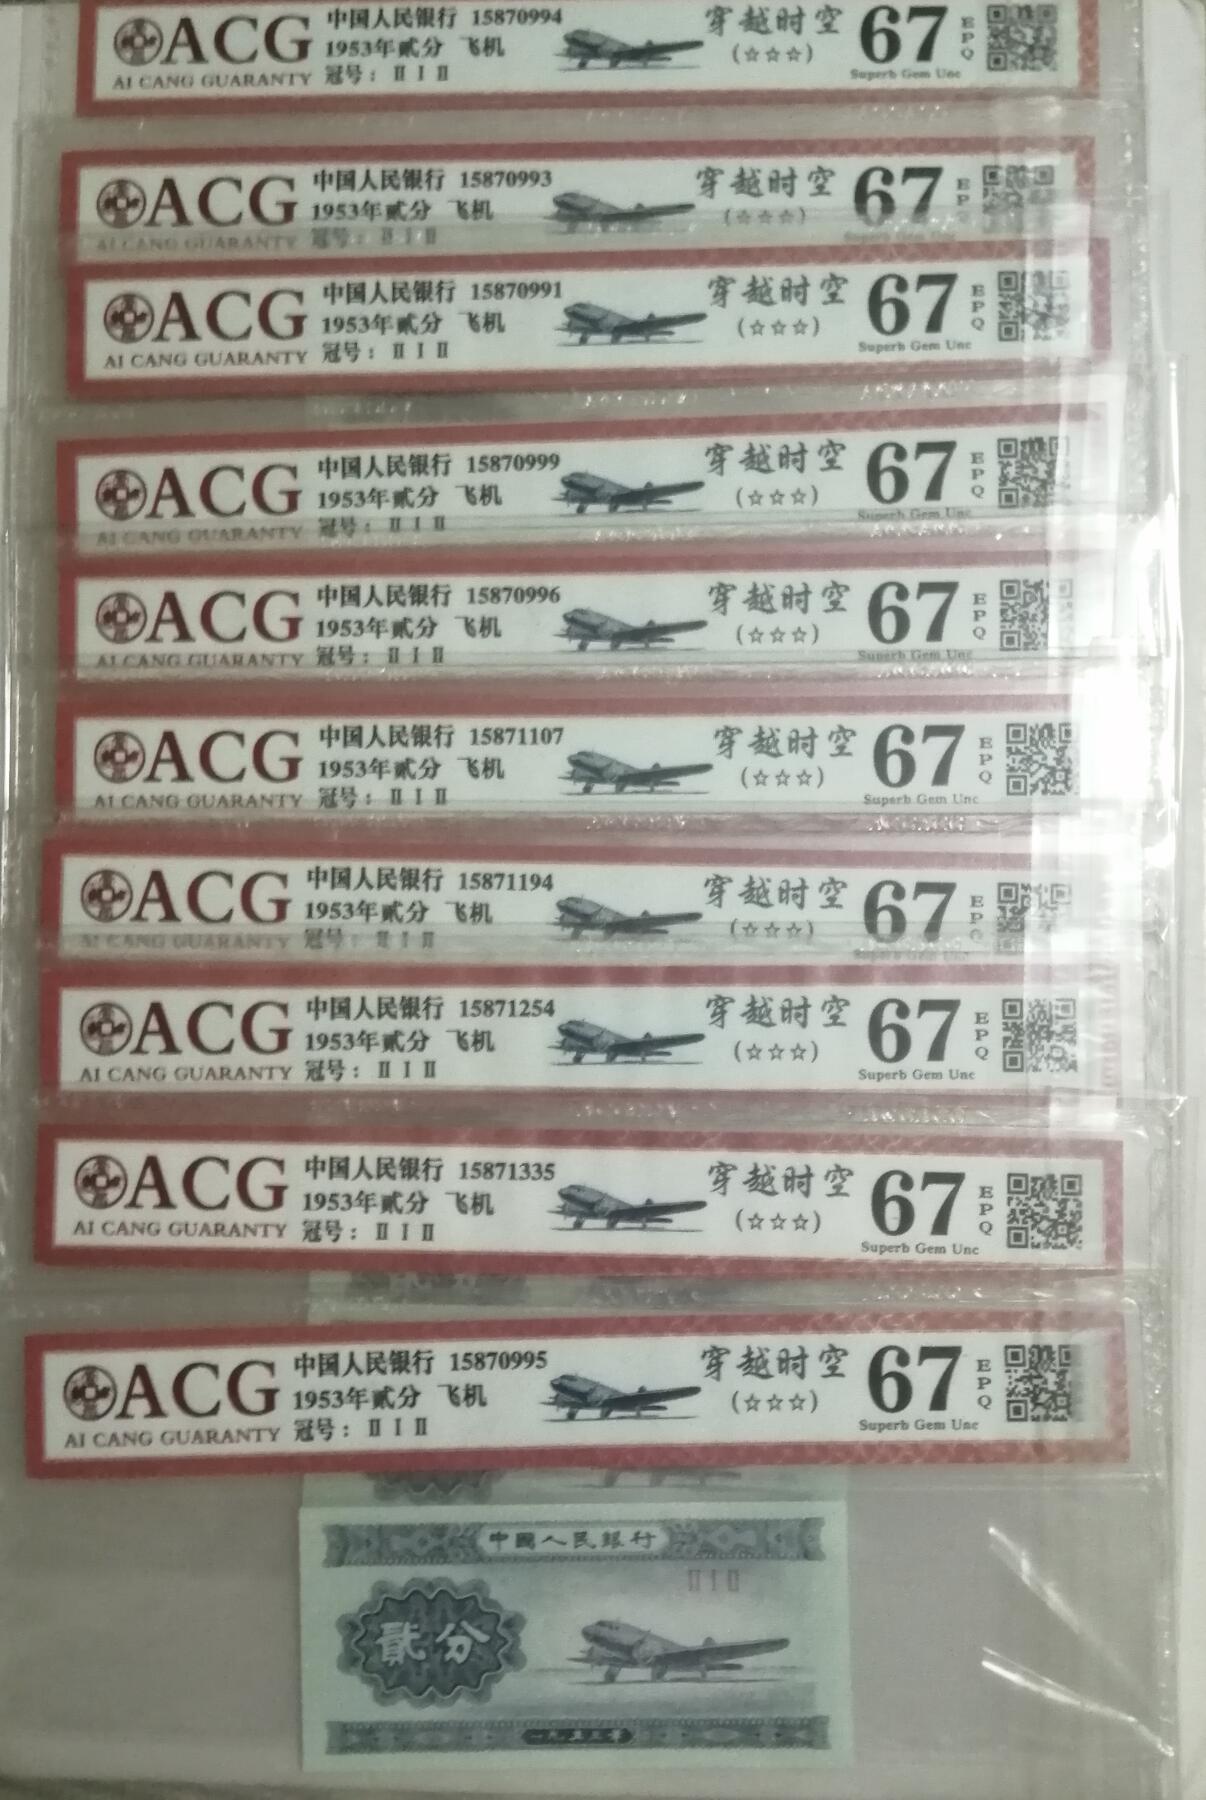 ACG 中国人民银行 15870994 穿越时空 67 EPQ
1953年贰分 飞机 (☆☆☆)
AI CANG GUARANTY 冠号: Ⅱ Ⅰ Ⅱ Superb Gem Unc
ACG 中国人民银行 15870993 穿越时空 67 EP
1953年贰分 飞机 (☆☆☆)
AI CANG GUARANTY 冠号: Ⅱ Ⅰ Ⅱ
ACG 中国人民银行 15870991 穿越时空 67 EPQ
1953年贰分 飞机 (☆☆☆)
AI CANG GUARANTY 冠号: Ⅱ Ⅰ Ⅱ Superb Gem Unc
ACG 中国人民银行 15870999 穿越时空 67 EPQ
1953年贰分 飞机 (☆☆☆)
AI CANG GUARANTY 冠号: Ⅱ Ⅰ Ⅱ Superb Gem Unc
ACG 中国人民银行 15870996 穿越时空 67 EPQ
1953年贰分 飞机 (☆☆☆)
AI CANG GUARANTY 冠号: Ⅱ Ⅰ Ⅱ Superb Gem Unc
ACG 中国人民银行 15871107 穿越时空 67 EPQ
1953年贰分 飞机 (☆☆☆)
AI CANG GUARANTY 冠号: Ⅱ Ⅰ Ⅱ Superb Gem Unc
ACG 中国人民银行 15871194 穿越时空 67 EPQ
1953年贰分 飞机 (☆☆☆)
AI CANG GUARANTY 冠号: Ⅱ Ⅰ Ⅱ
ACG 中国人民银行 15871254 穿越时空 67 EPQ
1953年贰分 飞机 (☆☆☆)
AI CANG GUARANTY 冠号: Ⅱ Ⅰ Ⅱ Superb Gem Unc
ACG 中国人民银行 15871335 穿越时空 67 EPQ
1953年贰分 飞机 (☆☆☆)
AI CANG GUARANTY 冠号: Ⅱ Ⅰ Ⅱ Superb Gem Unc
ACG 中国人民银行 15870995 穿越时空 67 EPQ
1953年贰分 飞机 (☆☆☆)
AI CANG GUARANTY 冠号: Ⅱ Ⅰ Ⅱ Superb Gem Unc
中國人民銀行
Ⅱ Ⅰ Ⅱ
貳分
一九五三年